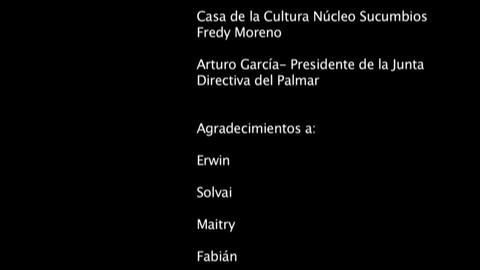 Casa de la Cultura Núcleo Sucumbios
Fredy Moreno
Arturo García- Presidente de la Junta
Directiva del Palmar
Agradecimientos a:
Erwin
Solvai
Maitry
Fabián